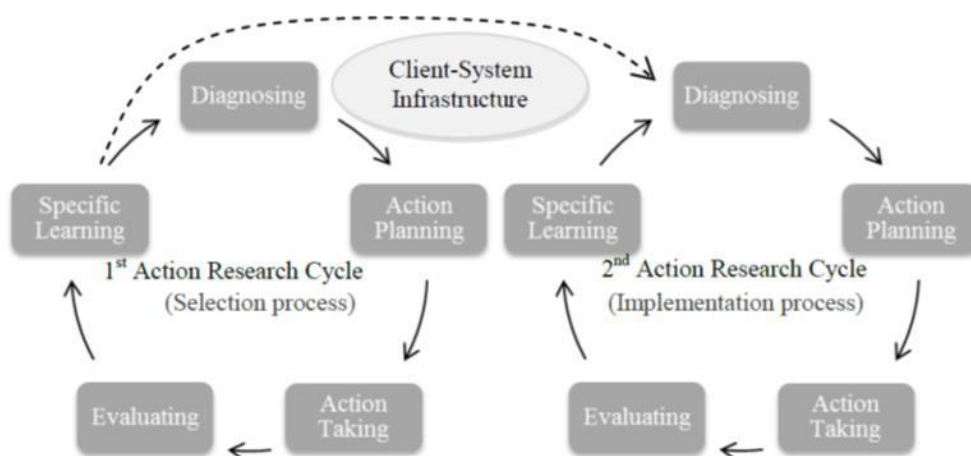 Client-System
Infrastructure
Diagnosing
Diagnosing
Specific
Learning
Action
Planning
Specific
Learning
Action
Planning
1st Action Research Cycle
(Selection process)
2nd Action Research Cycle
(Implementation process)
Evaluating
Action
Taking
Evaluating
Action
Taking